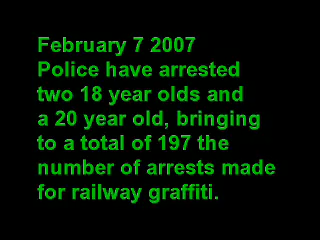 February 7 2007
Police have arrested
two 18 year olds and
a 20 year old, bringing
to a total of 197 the
number of arrests made
for railway graffiti.